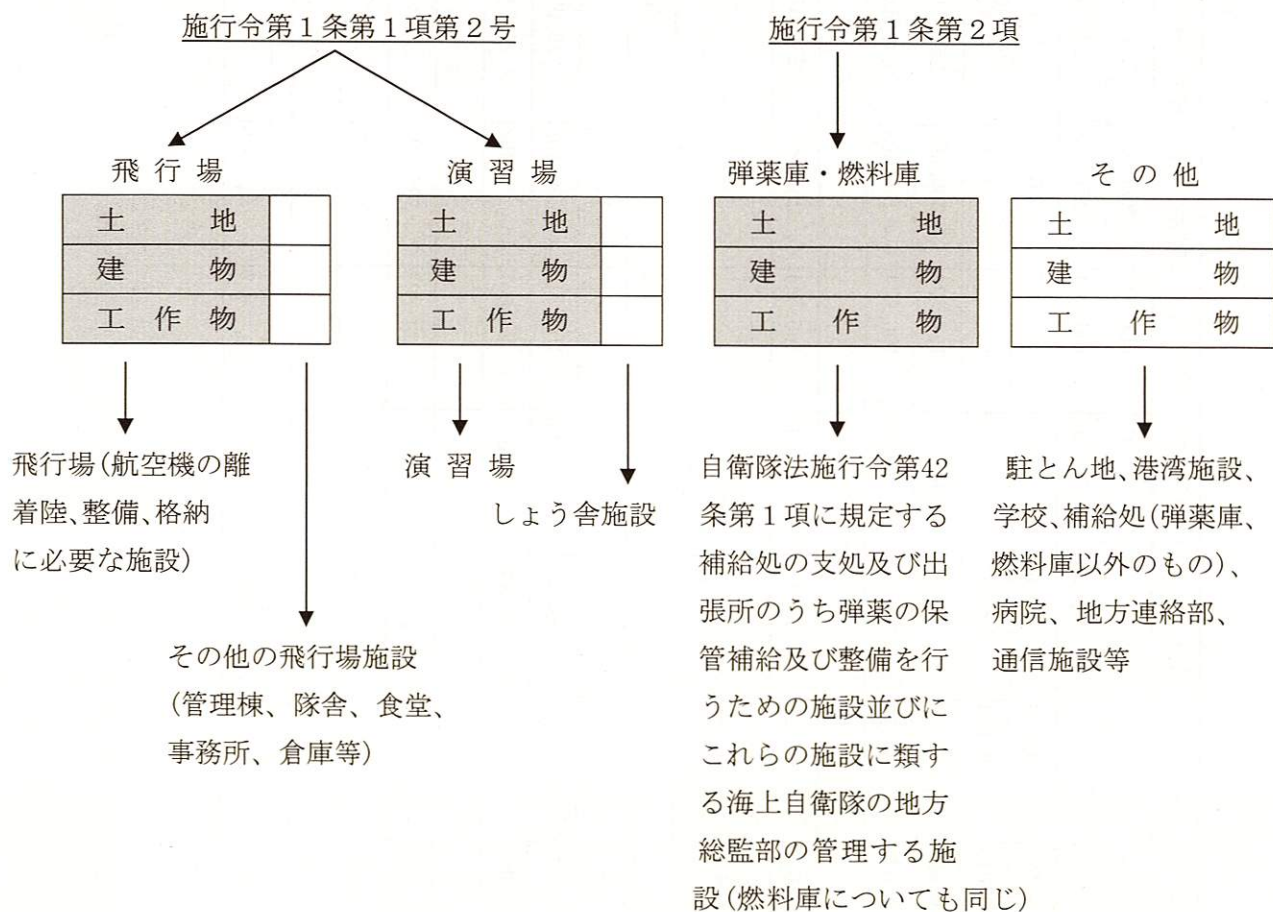 施行令第1条第1項第2号
施行令第1条第2項
飛行場
土地
建物
工作物
演習場
土地
建物
工作物
弾薬庫・燃料庫
土地
建物
工作物
その他
土地
建物
工作物
飛行場(航空機の離
着陸、整備、格納
に必要な施設)
その他の飛行場施設
(管理棟、隊舎、食堂、
事務所、倉庫等)
演習場
しょう舎施設
自衛隊法施行令第42
条第1項に規定する
補給処の支処及び出
張所のうち弾薬の保
管補給及び整備を行
うための施設並びに
これらの施設に類す
る海上自衛隊の地方
総監部の管理する施
設(燃料庫についても同じ)
駐とん地、港湾施設、
学校、補給処(弾薬庫、
燃料庫以外のもの)、
病院、地方連絡部、
通信施設等